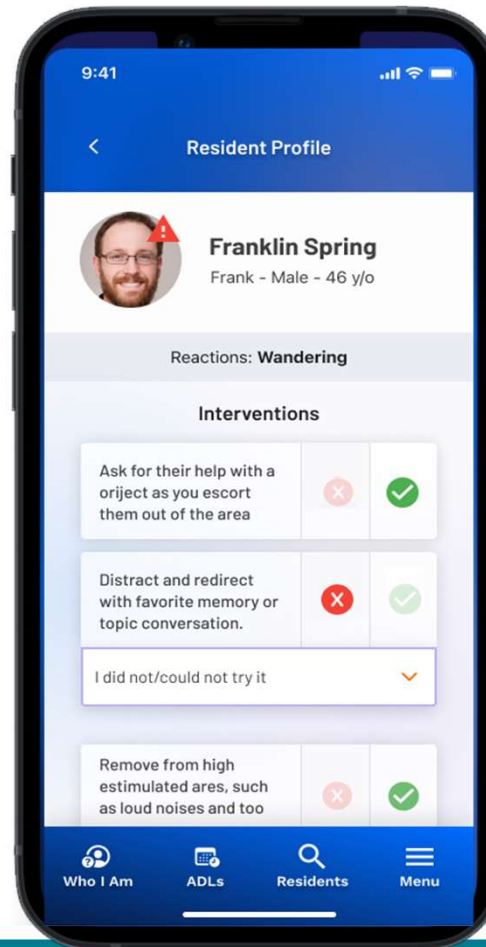 9:41
Resident Profile
Franklin Spring
Frank - Male - 46 y/o
Reactions: Wandering
Interventions
Ask for their help with a
oriject as you escort
them out of the area
Distract and redirect
with favorite memory or
topic conversation.
I did not/could not try it
Remove from high
estimulated ares, such
as loud noises and too
Who I Am
ADLs
Residents
Menu